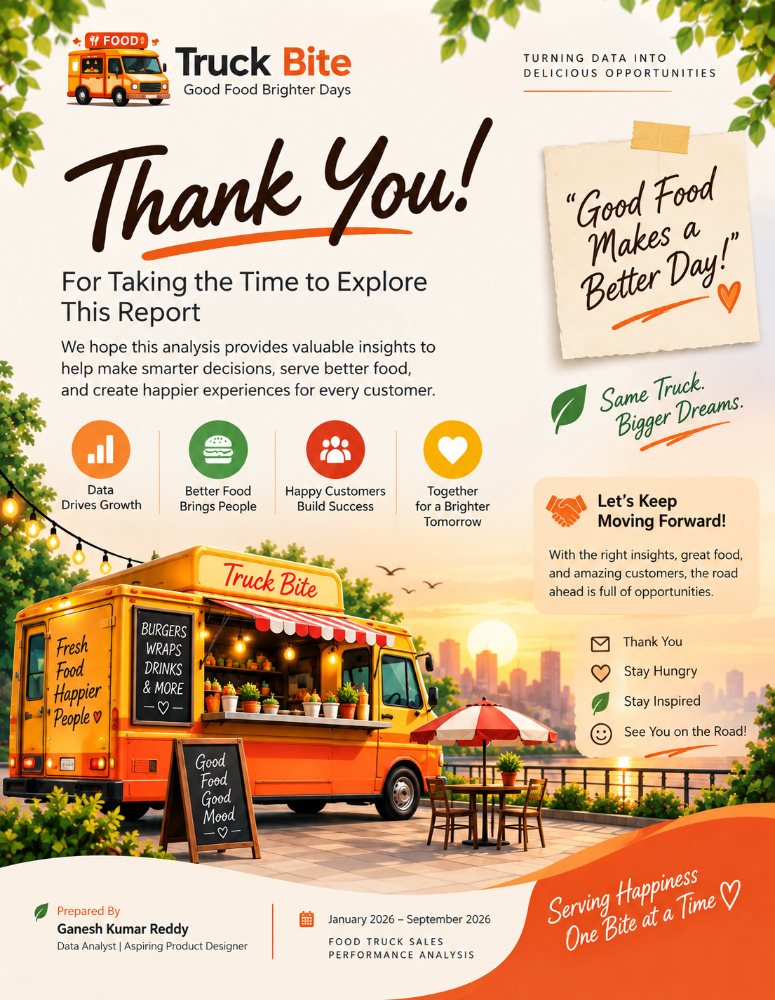 FOOD
Truck Bite
Good Food Brighter Days
TURNING DATA INTO
DELICIOUS OPPORTUNITIES
Thank You!
For Taking the Time to Explore
This Report
We hope this analysis provides valuable insights to
help make smarter decisions, serve better food,
and create happier experiences for every customer.
“Good Food
Makes a
Better Day!”
Same Truck.
Bigger Dreams.
Data
Drives Growth
Better Food
Brings People
Happy Customers
Build Success
Together
for a Brighter
Tomorrow
Let’s Keep
Moving Forward!
With the right insights, great food,
and amazing customers, the road
ahead is full of opportunities.
Thank You
Stay Hungry
Stay Inspired
See You on the Road!
Truck Bite
Fresh
Food
Happier
People
BURGERS
WRAPS
DRINKS
& MORE
Good
Food
Good
Mood
Prepared By
Ganesh Kumar Reddy
Data Analyst | Aspiring Product Designer
January 2026 – September 2026
FOOD TRUCK SALES
PERFORMANCE ANALYSIS
Serving Happiness
One Bite at a Time